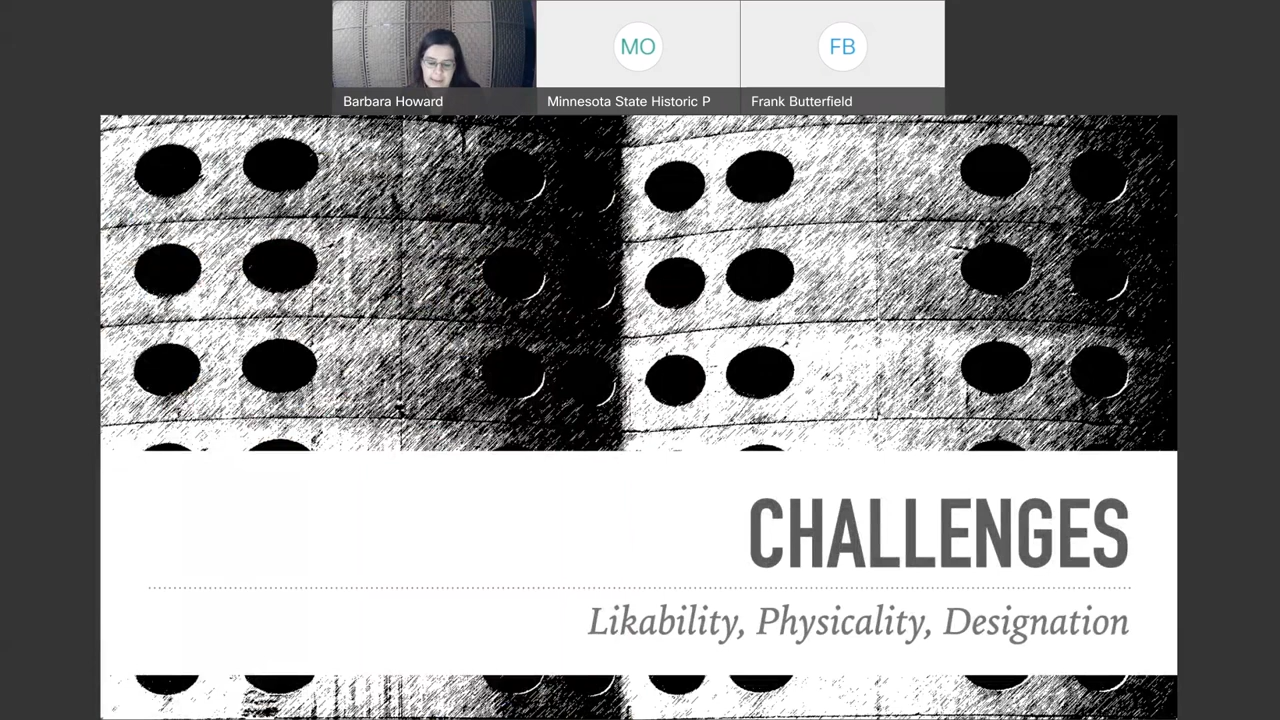 MO
FB
Barbara Howard
Minnesota State Historic P
Frank Butterfield
CHALLENGES
Likability, Physicality, Designation